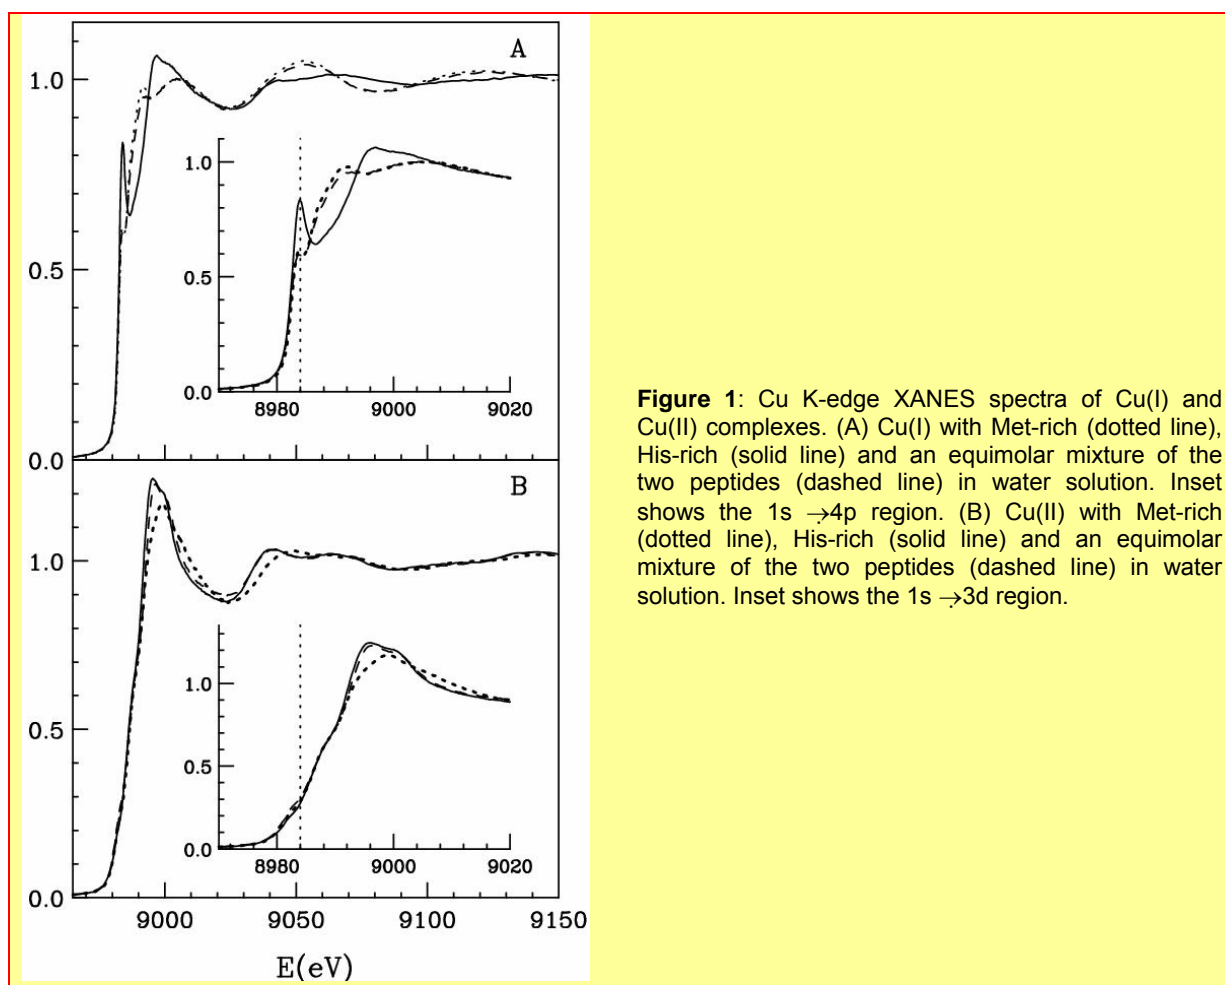 A
1.0
0.5
0.0
1.0
0.5
0.0
8980 9000 9020
B
1.0
0.5
0.0
1.0
0.5
0.0
8980 9000 9020
9000 9050 9100 9150
E(eV)
Figure 1: Cu K-edge XANES spectra of Cu(I) and
Cu(II) complexes. (A) Cu(I) with Met-rich (dotted line),
His-rich (solid line) and an equimolar mixture of the
two peptides (dashed line) in water solution. Inset
shows the 1s →4p region. (B) Cu(II) with Met-rich
(dotted line), His-rich (solid line) and an equimolar
mixture of the two peptides (dashed line) in water
solution. Inset shows the 1s →3d region.